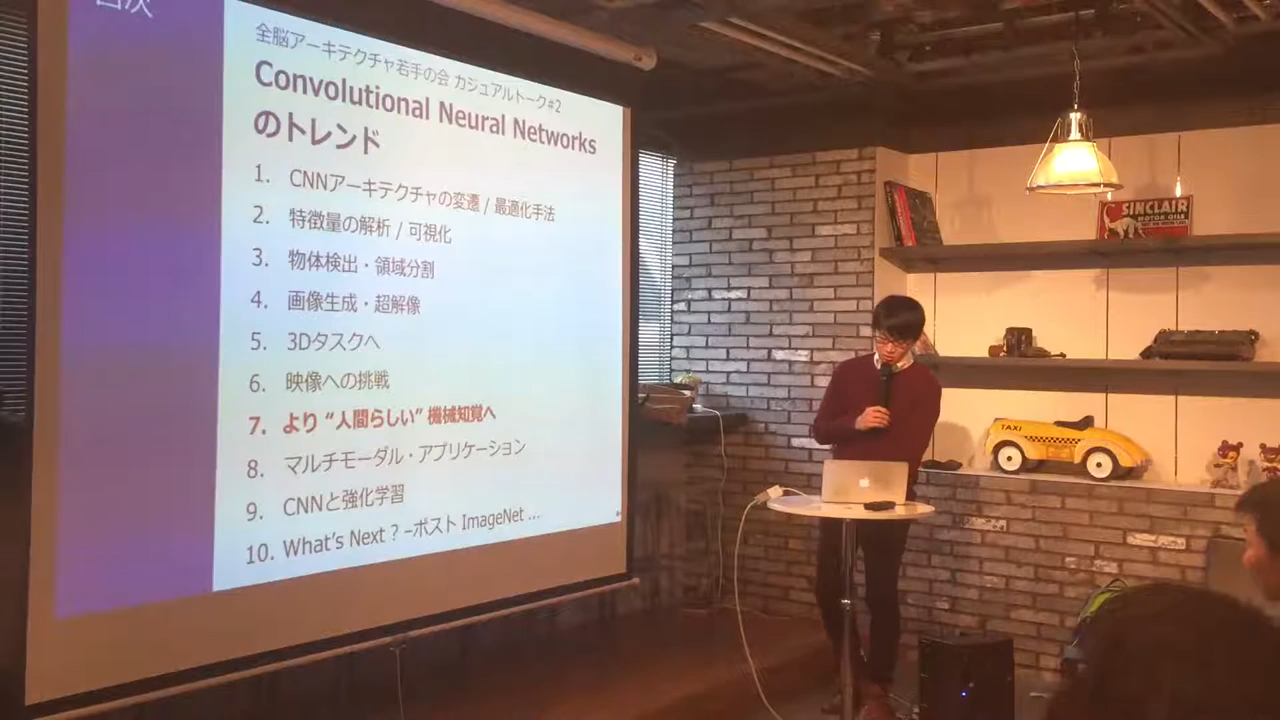 目次
全脳アーキテクチャ若手の会 カジュアルトーク#2
Convolutional Neural Networks
のトレンド
1. CNNアーキテクチャの変遷 / 最適化手法
2. 特徴量の解析 / 可視化
3. 物体検出・領域分割
4. 画像生成・超解像
5. 3Dタスクへ
6. 映像への挑戦
7. より “人間らしい” 機械知覚へ
8. マルチモーダル・アプリケーション
9. CNNと強化学習
10. What's Next ? –ポスト ImageNet ...
SINCLAIR
MOTOR OILS
TAXI